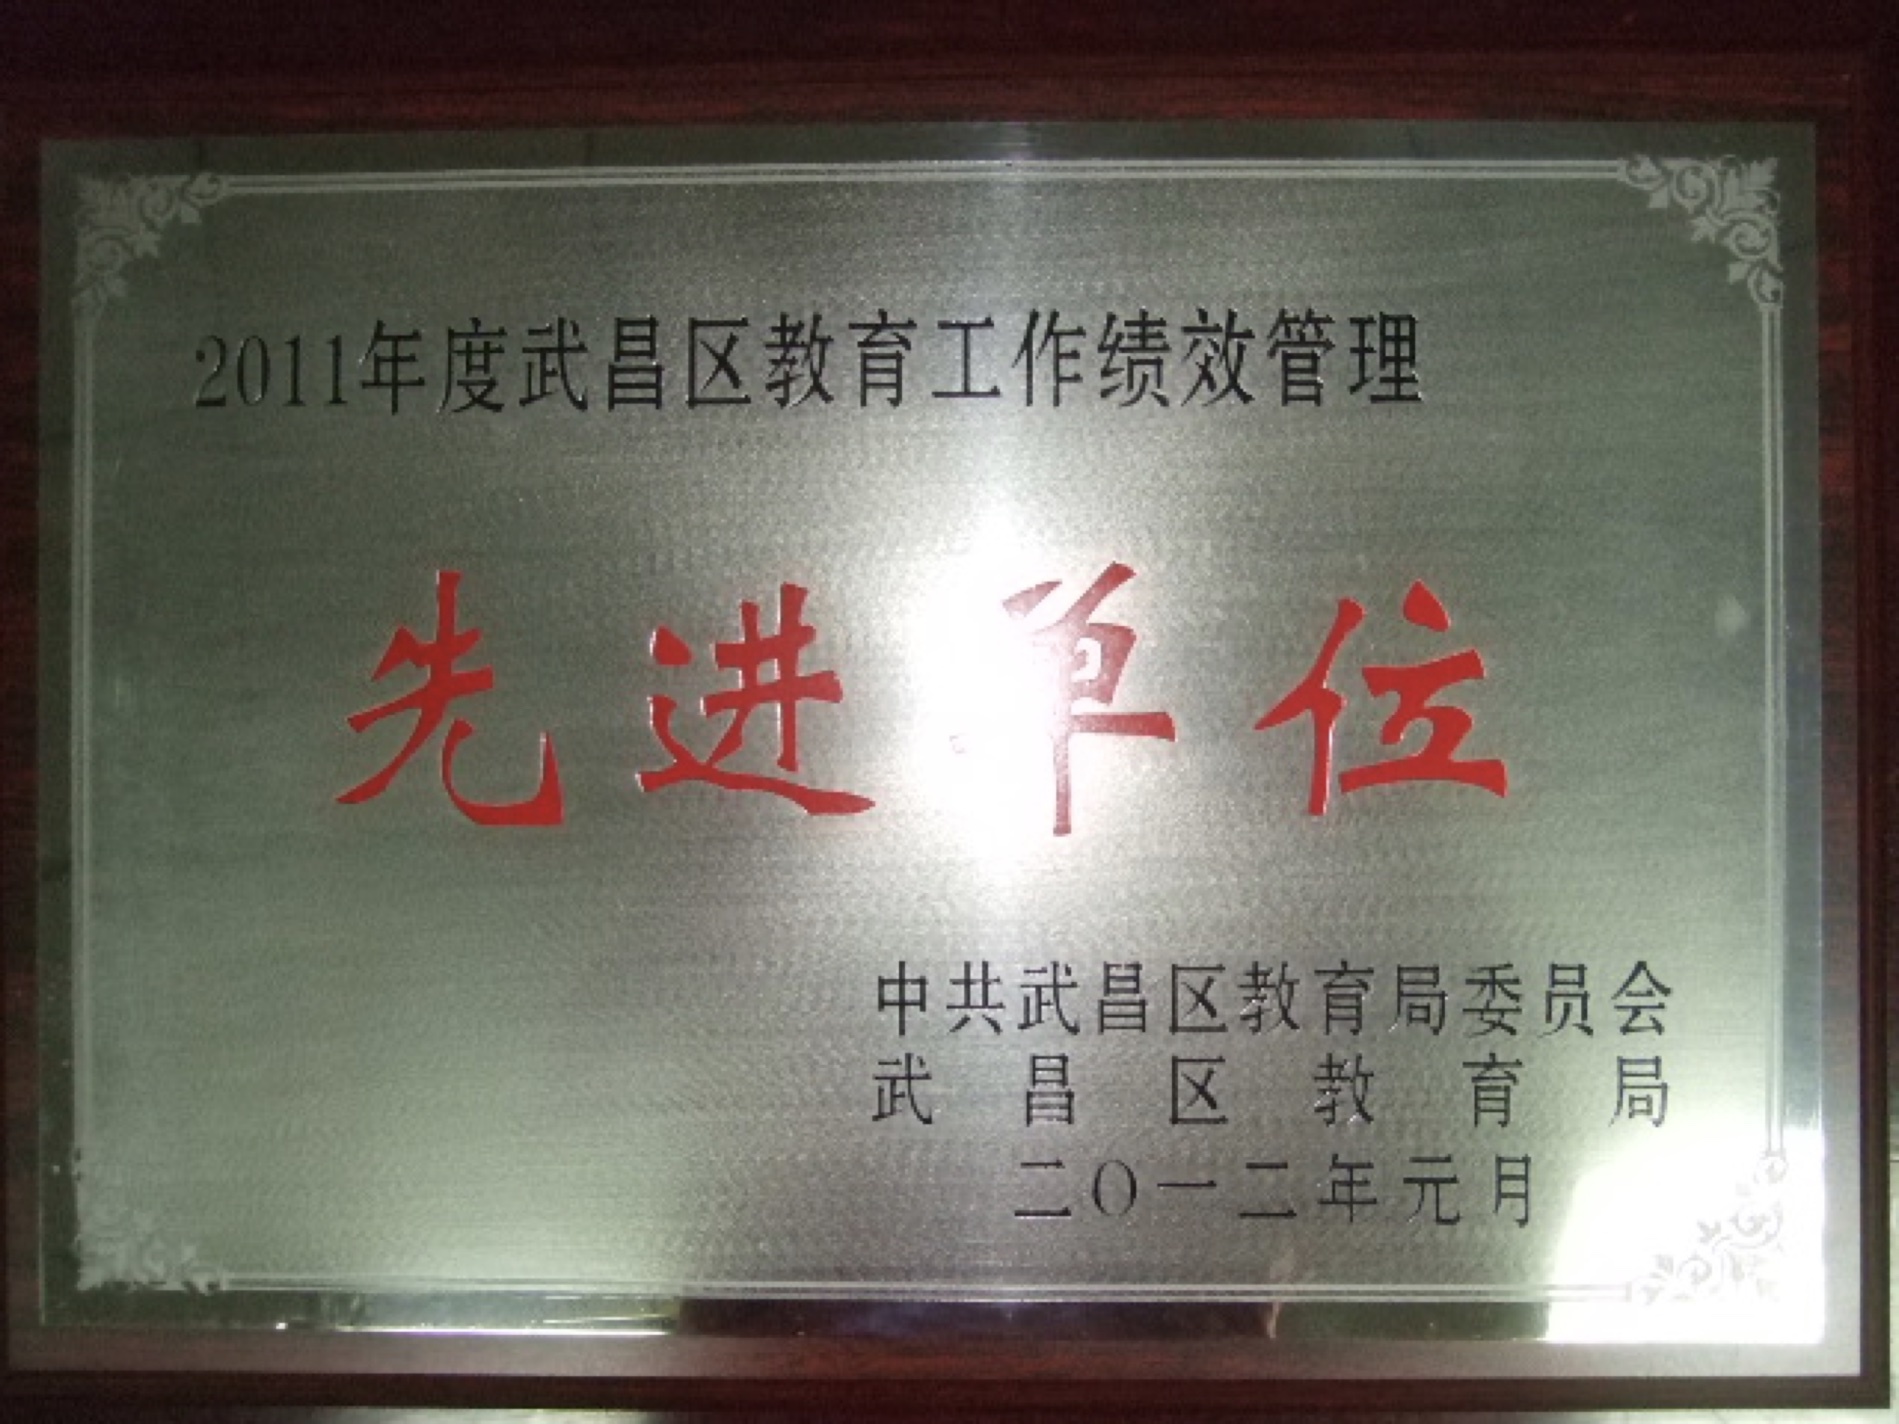 2011年度武昌区教育工作绩效管理
先进单位
中共武昌区教育局委员会
武昌区教育局
二〇一二年元月